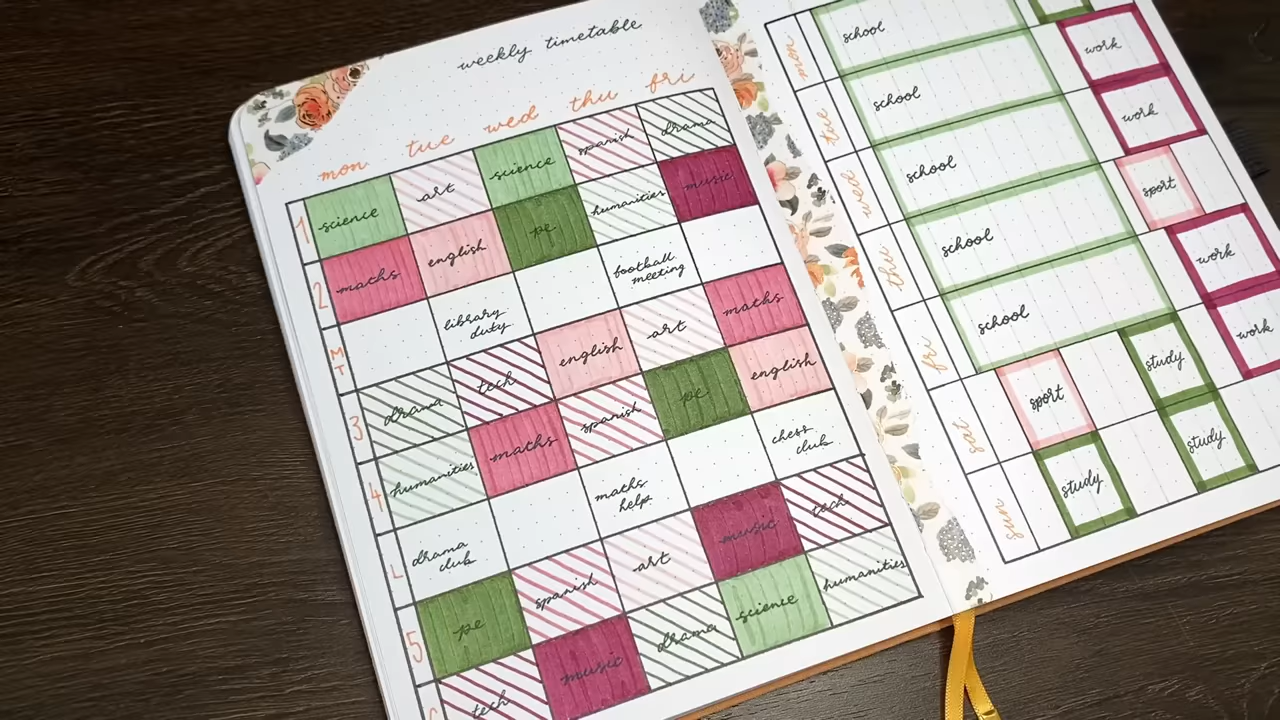 weekly timetable
mon tue wed thu fri
1 science art science spanish drama
2 maths english pe humanities music
MT library duty football meeting
3 drama tech english art maths
4 humanities maths spanish pe english
L drama club maths help chess club
5 pe spanish art music tech
tech music drama science humanities
mon school work
tue school work
wed school sport
thu school work
fri school work
sat sport study
sun study study